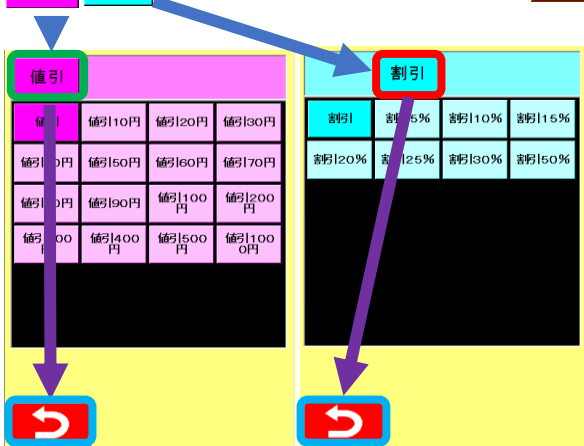 値引
割引
値引10円 値引20円 値引30円
円 値引50円 値引60円 値引70円
円 値引90円 値引100円 値引200円
値引400円 値引500円 値引1000円
割引 割引5% 割引10% 割引15%
割引20% 割引25% 割引30% 割引50%